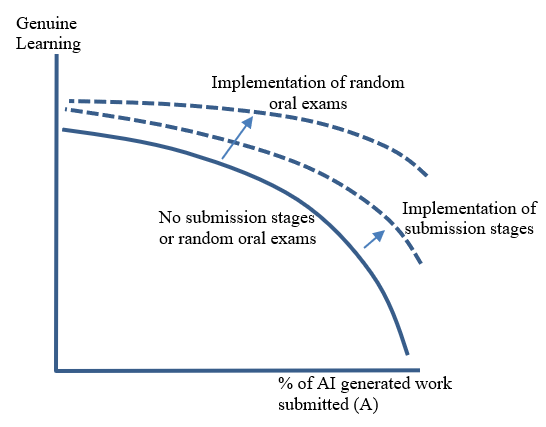 Genuine
Learning
Implementation of random
oral exams
No submission stages
or random oral exams
Implementation of
submission stages
% of AI generated work
submitted (A)